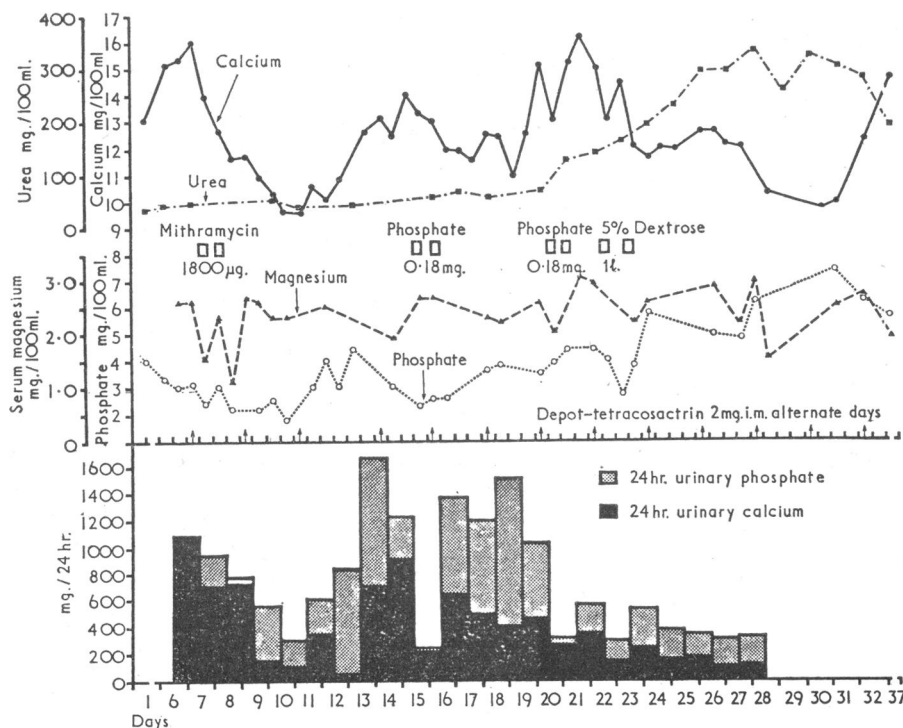 Urea mg./100ml.
400
300
200
100
0
Calcium mg/100ml.
17
16
15
14
13
12
11
10
9
Calcium
Urea
Mithramycin
1800µg.
Phosphate
0·18mg.
Phosphate 5% Dextrose
0·18mg. 1l.
Serum magnesium
mg./100ml.
3·0
2·0
1·0
0
Phosphate mg./100ml.
8
7
6
5
4
3
2
Magnesium
Phosphate
Depot-tetracosactrin 2mg.i.m. alternate days
mg./24 hr.
1600
1400
1200
1000
800
600
400
200
0
24hr. urinary phosphate
24hr. urinary calcium
1 6 7 8 9 10 11 12 13 14 15 16 17 18 19 20 21 22 23 24 25 26 27 28 29 30 31 32 37
Days